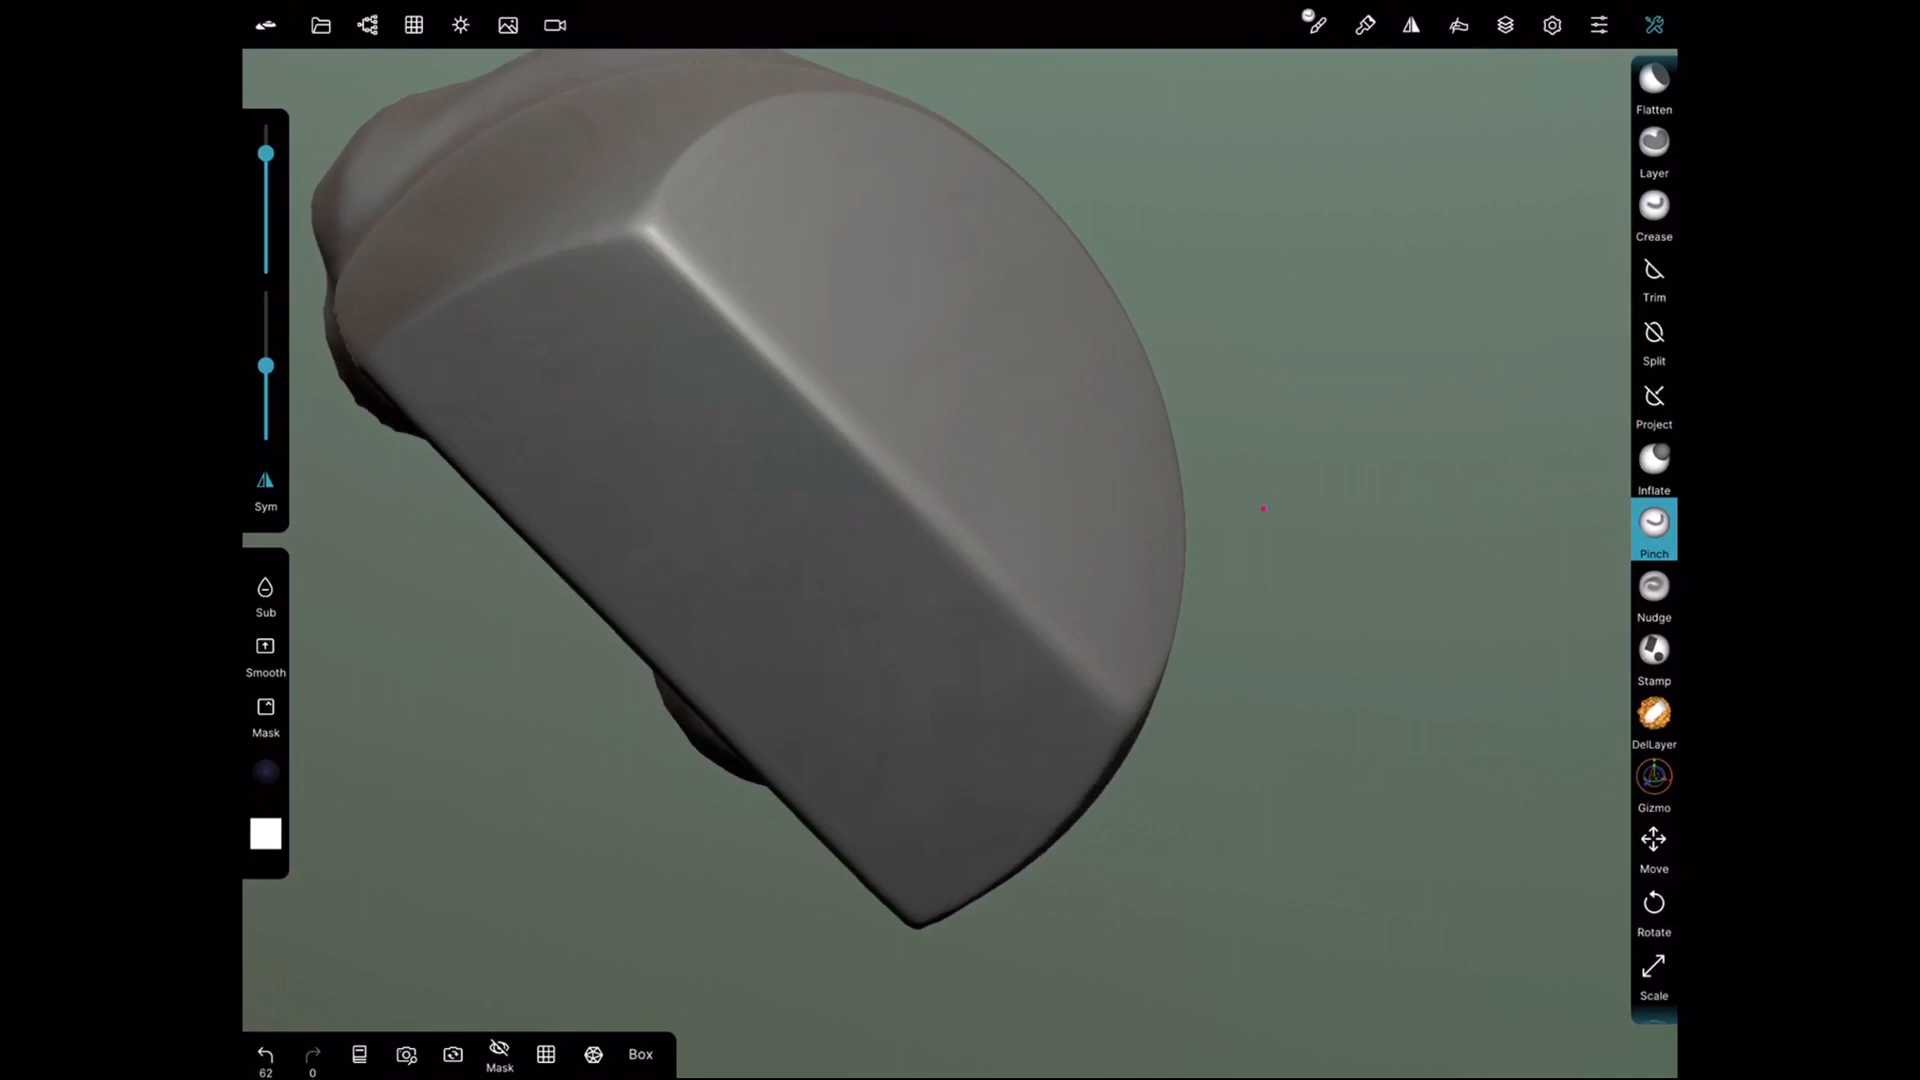 Flatten
Layer
Crease
Trim
Split
Project
Inflate
Pinch
Nudge
Stamp
DelLayer
Gizmo
Move
Rotate
Scale
Sym
Sub
Smooth
Mask
62
0
Mask
Box